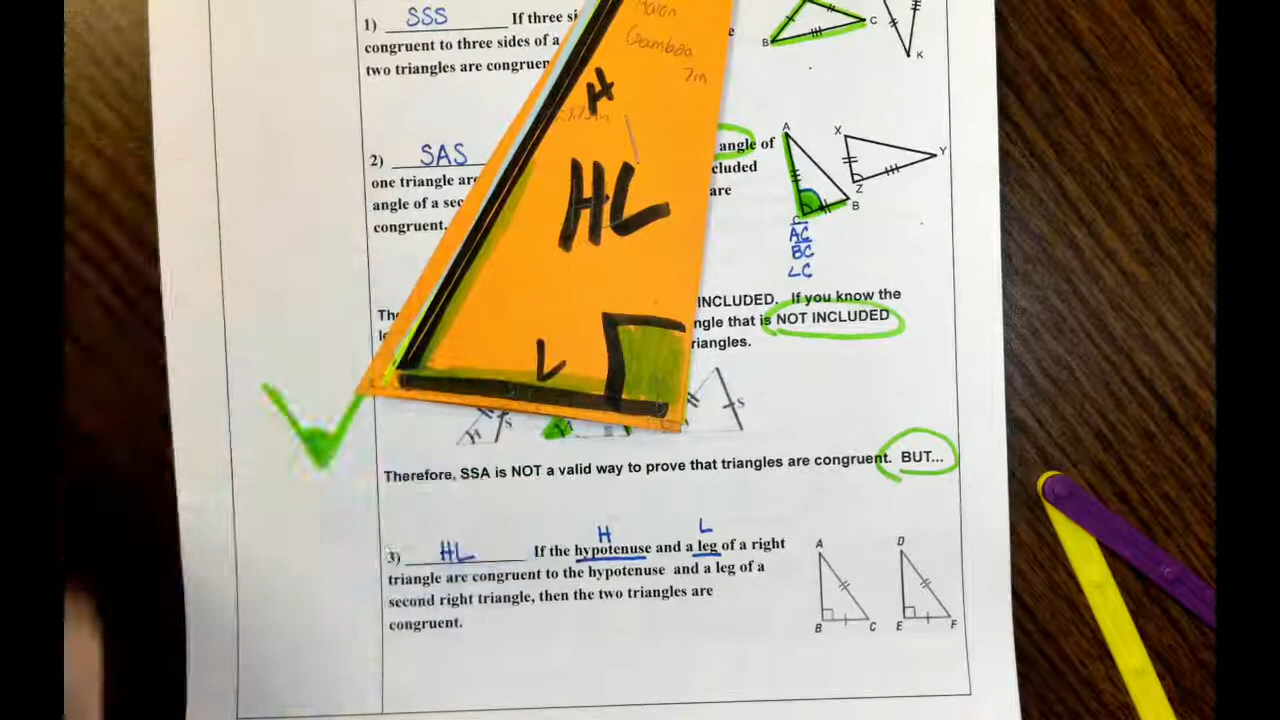 1) SSS If three si
congruent to three sides of a
two triangles are congruen
e
B
C
K
Gamboa
7in
H
HL
L
2) SAS
angle of
one triangle are
cluded
angle of a sec
are
congruent.
A
X
Y
Z
B
C
AC
BC
∠C
The
INCLUDED. If you know the
ngle that is NOT INCLUDED
riangles.
S
S
Therefore, SSA is NOT a valid way to prove that triangles are congruent. BUT...
H L
3) HL If the hypotenuse and a leg of a right
triangle are congruent to the hypotenuse and a leg of a
second right triangle, then the two triangles are
congruent.
A
D
B
C
E
F